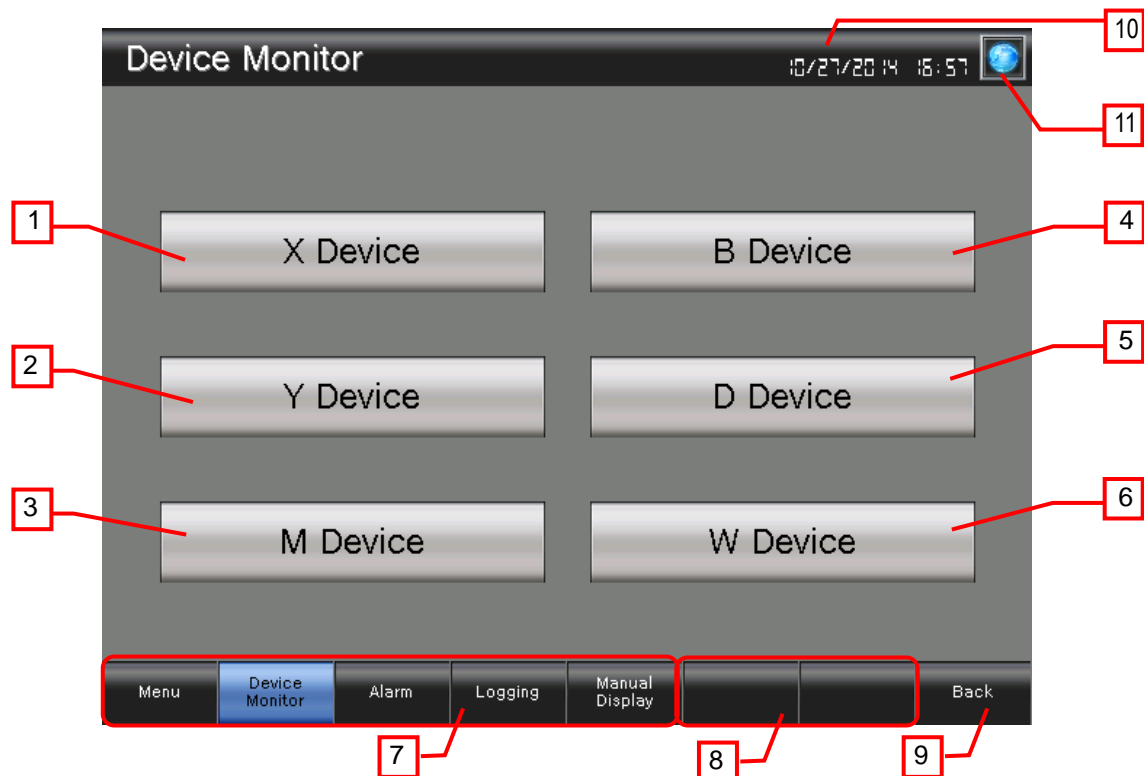 10
Device Monitor
10/27/2014 16:57
11
1
X Device
B Device
4
2
Y Device
D Device
5
3
M Device
W Device
6
Menu
Device
Monitor
Alarm
Logging
Manual
Display
Back
7
8
9